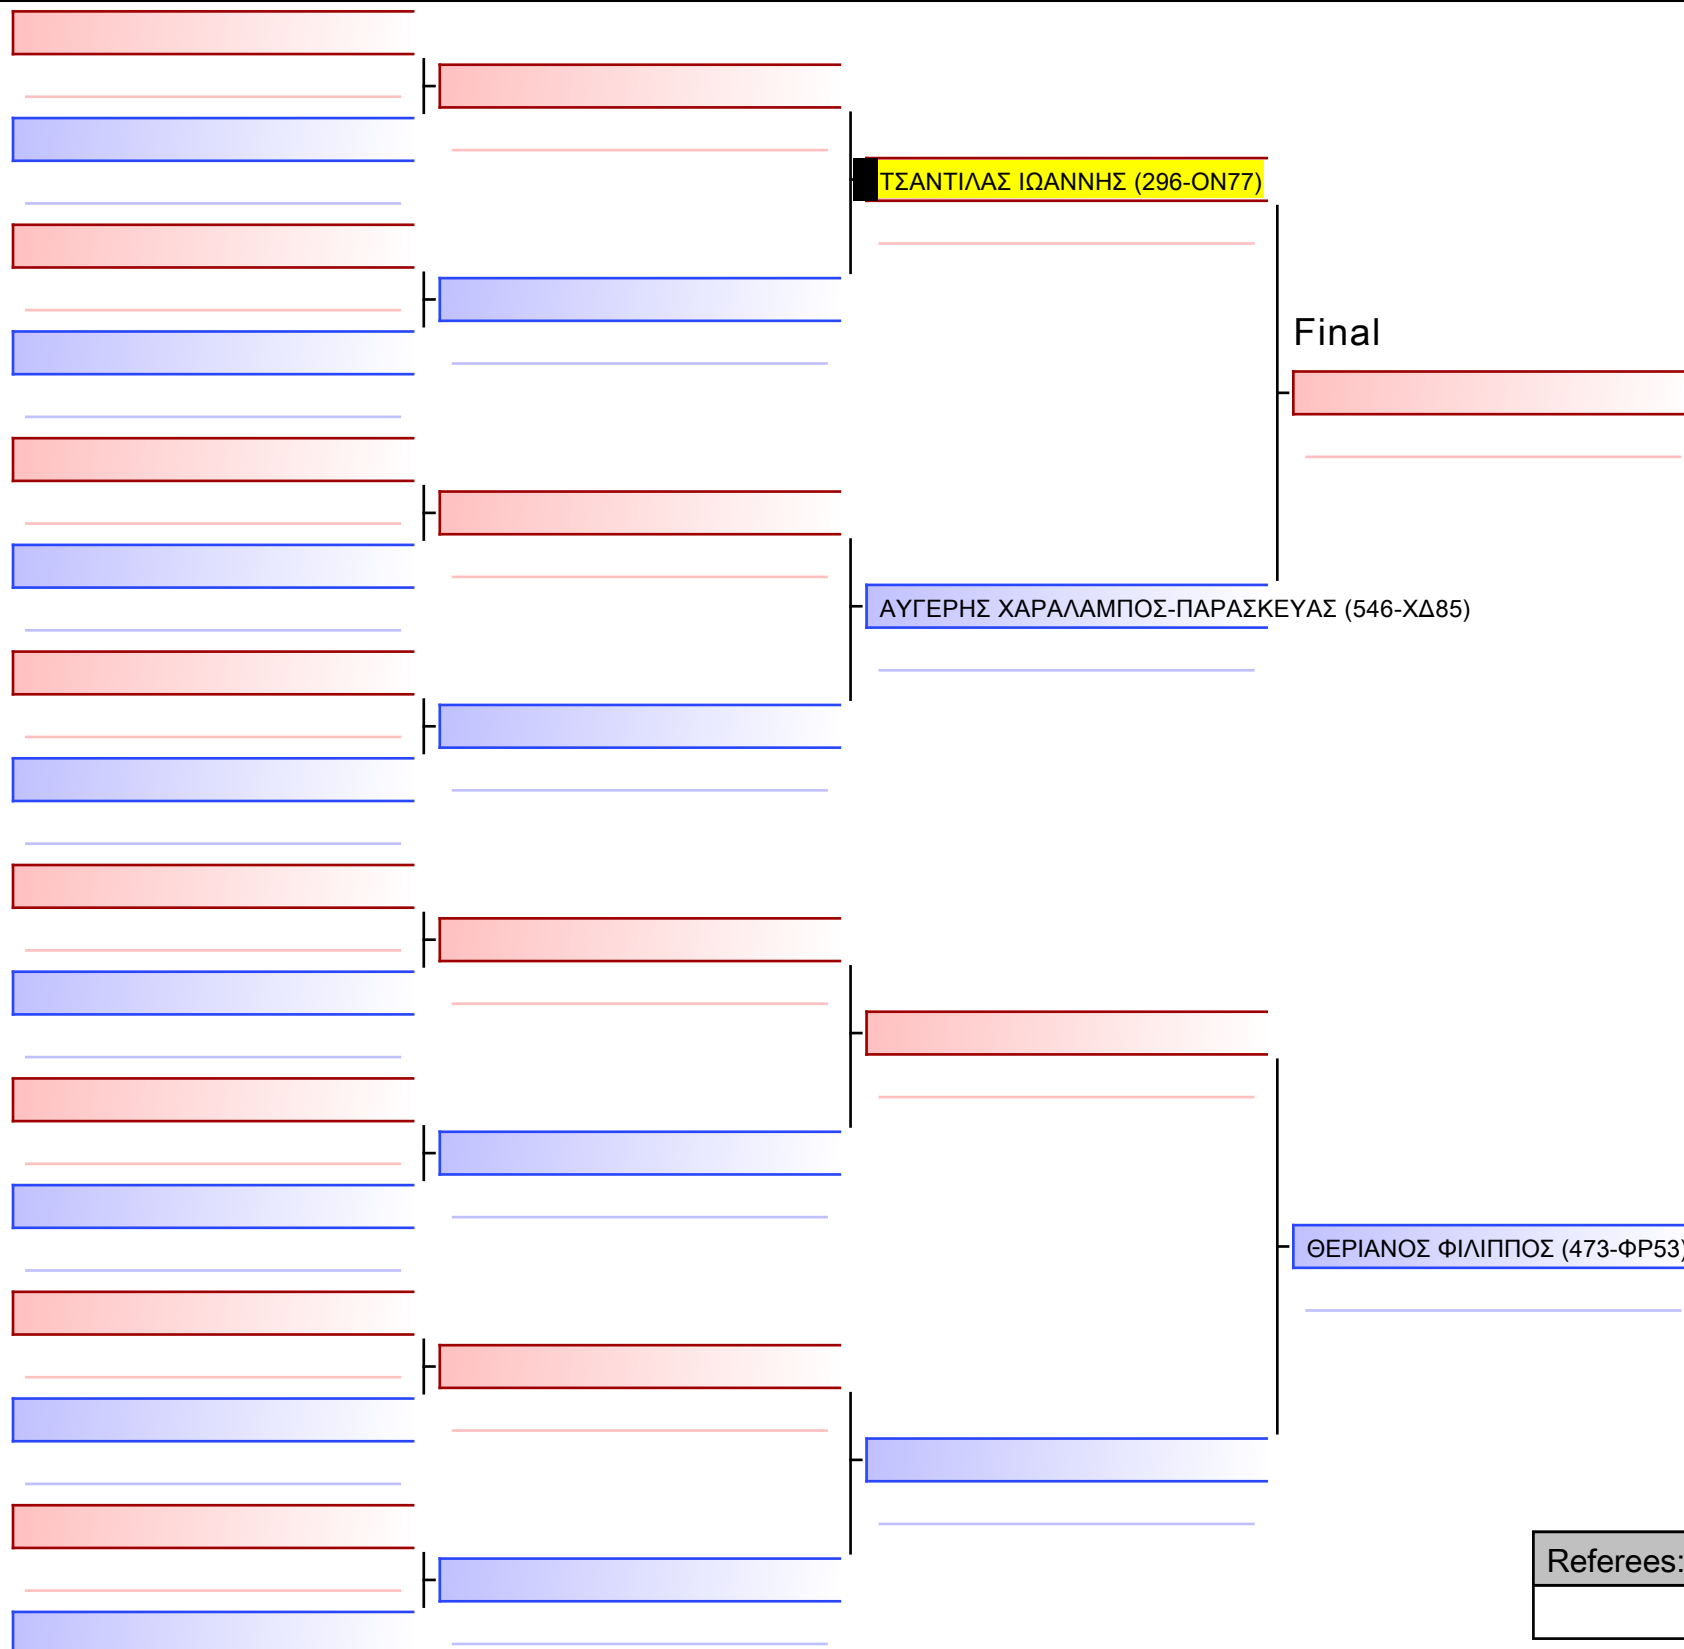 ΤΣΑΝΤΙΛΑΣ ΙΩΑΝΝΗΣ (296-ΟΝ77)
Final
ΑΥΓΕΡΗΣ ΧΑΡΑΛΑΜΠΟΣ-ΠΑΡΑΣΚΕΥΑΣ (546-ΧΔ85)
ΘΕΡΙΑΝΟΣ ΦΙΛΙΠΠΟΣ (473-ΦΡ53)
Referees: